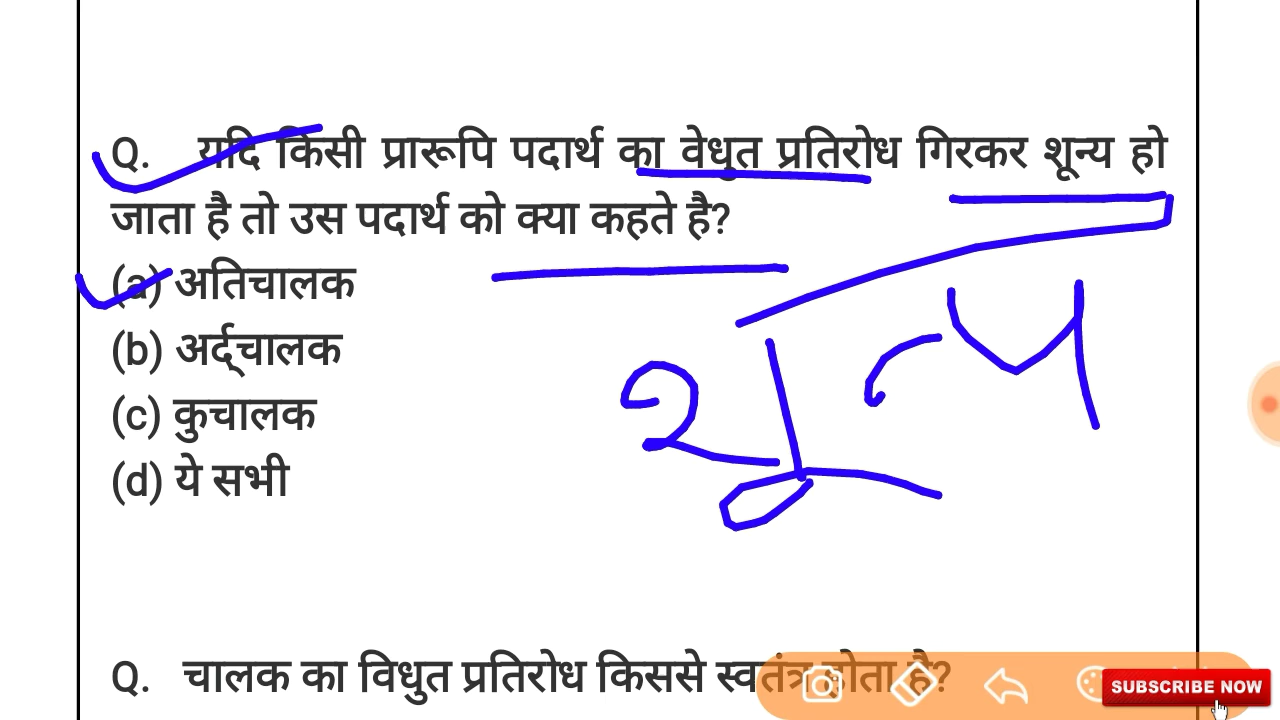 Q. यदि किसी प्रारूपि पदार्थ का वेधुत प्रतिरोध गिरकर शून्य हो
जाता है तो उस पदार्थ को क्या कहते है?
(a) अतिचालक
(b) अर्द्चालक
(c) कुचालक
(d) ये सभी
शून्य
Q. चालक का विधुत प्रतिरोध किससे स्वतंत्र होता है?
SUBSCRIBE NOW